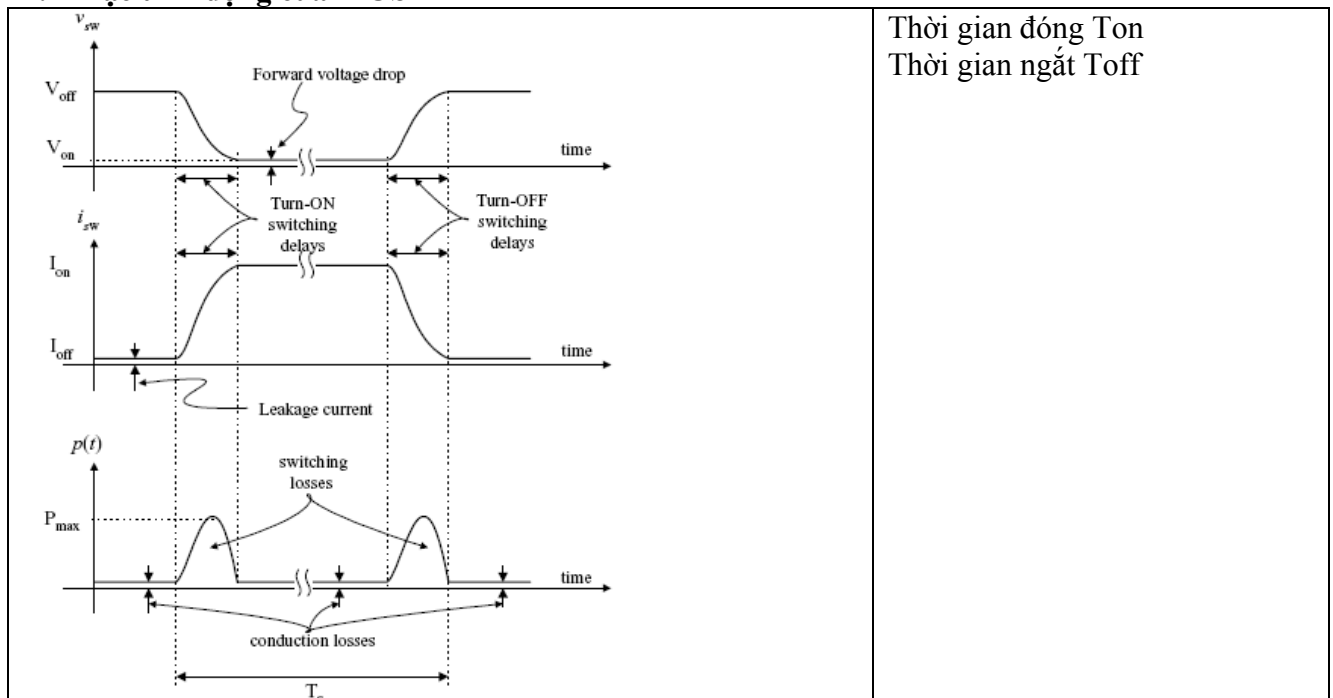 v_sw
V_off
Forward voltage drop
V_on
time
Turn-ON
switching
delays
Turn-OFF
switching
delays
i_sw
I_on
I_off
time
Leakage current
p(t)
switching
losses
P_max
time
conduction losses
Thời gian đóng Ton
Thời gian ngắt Toff